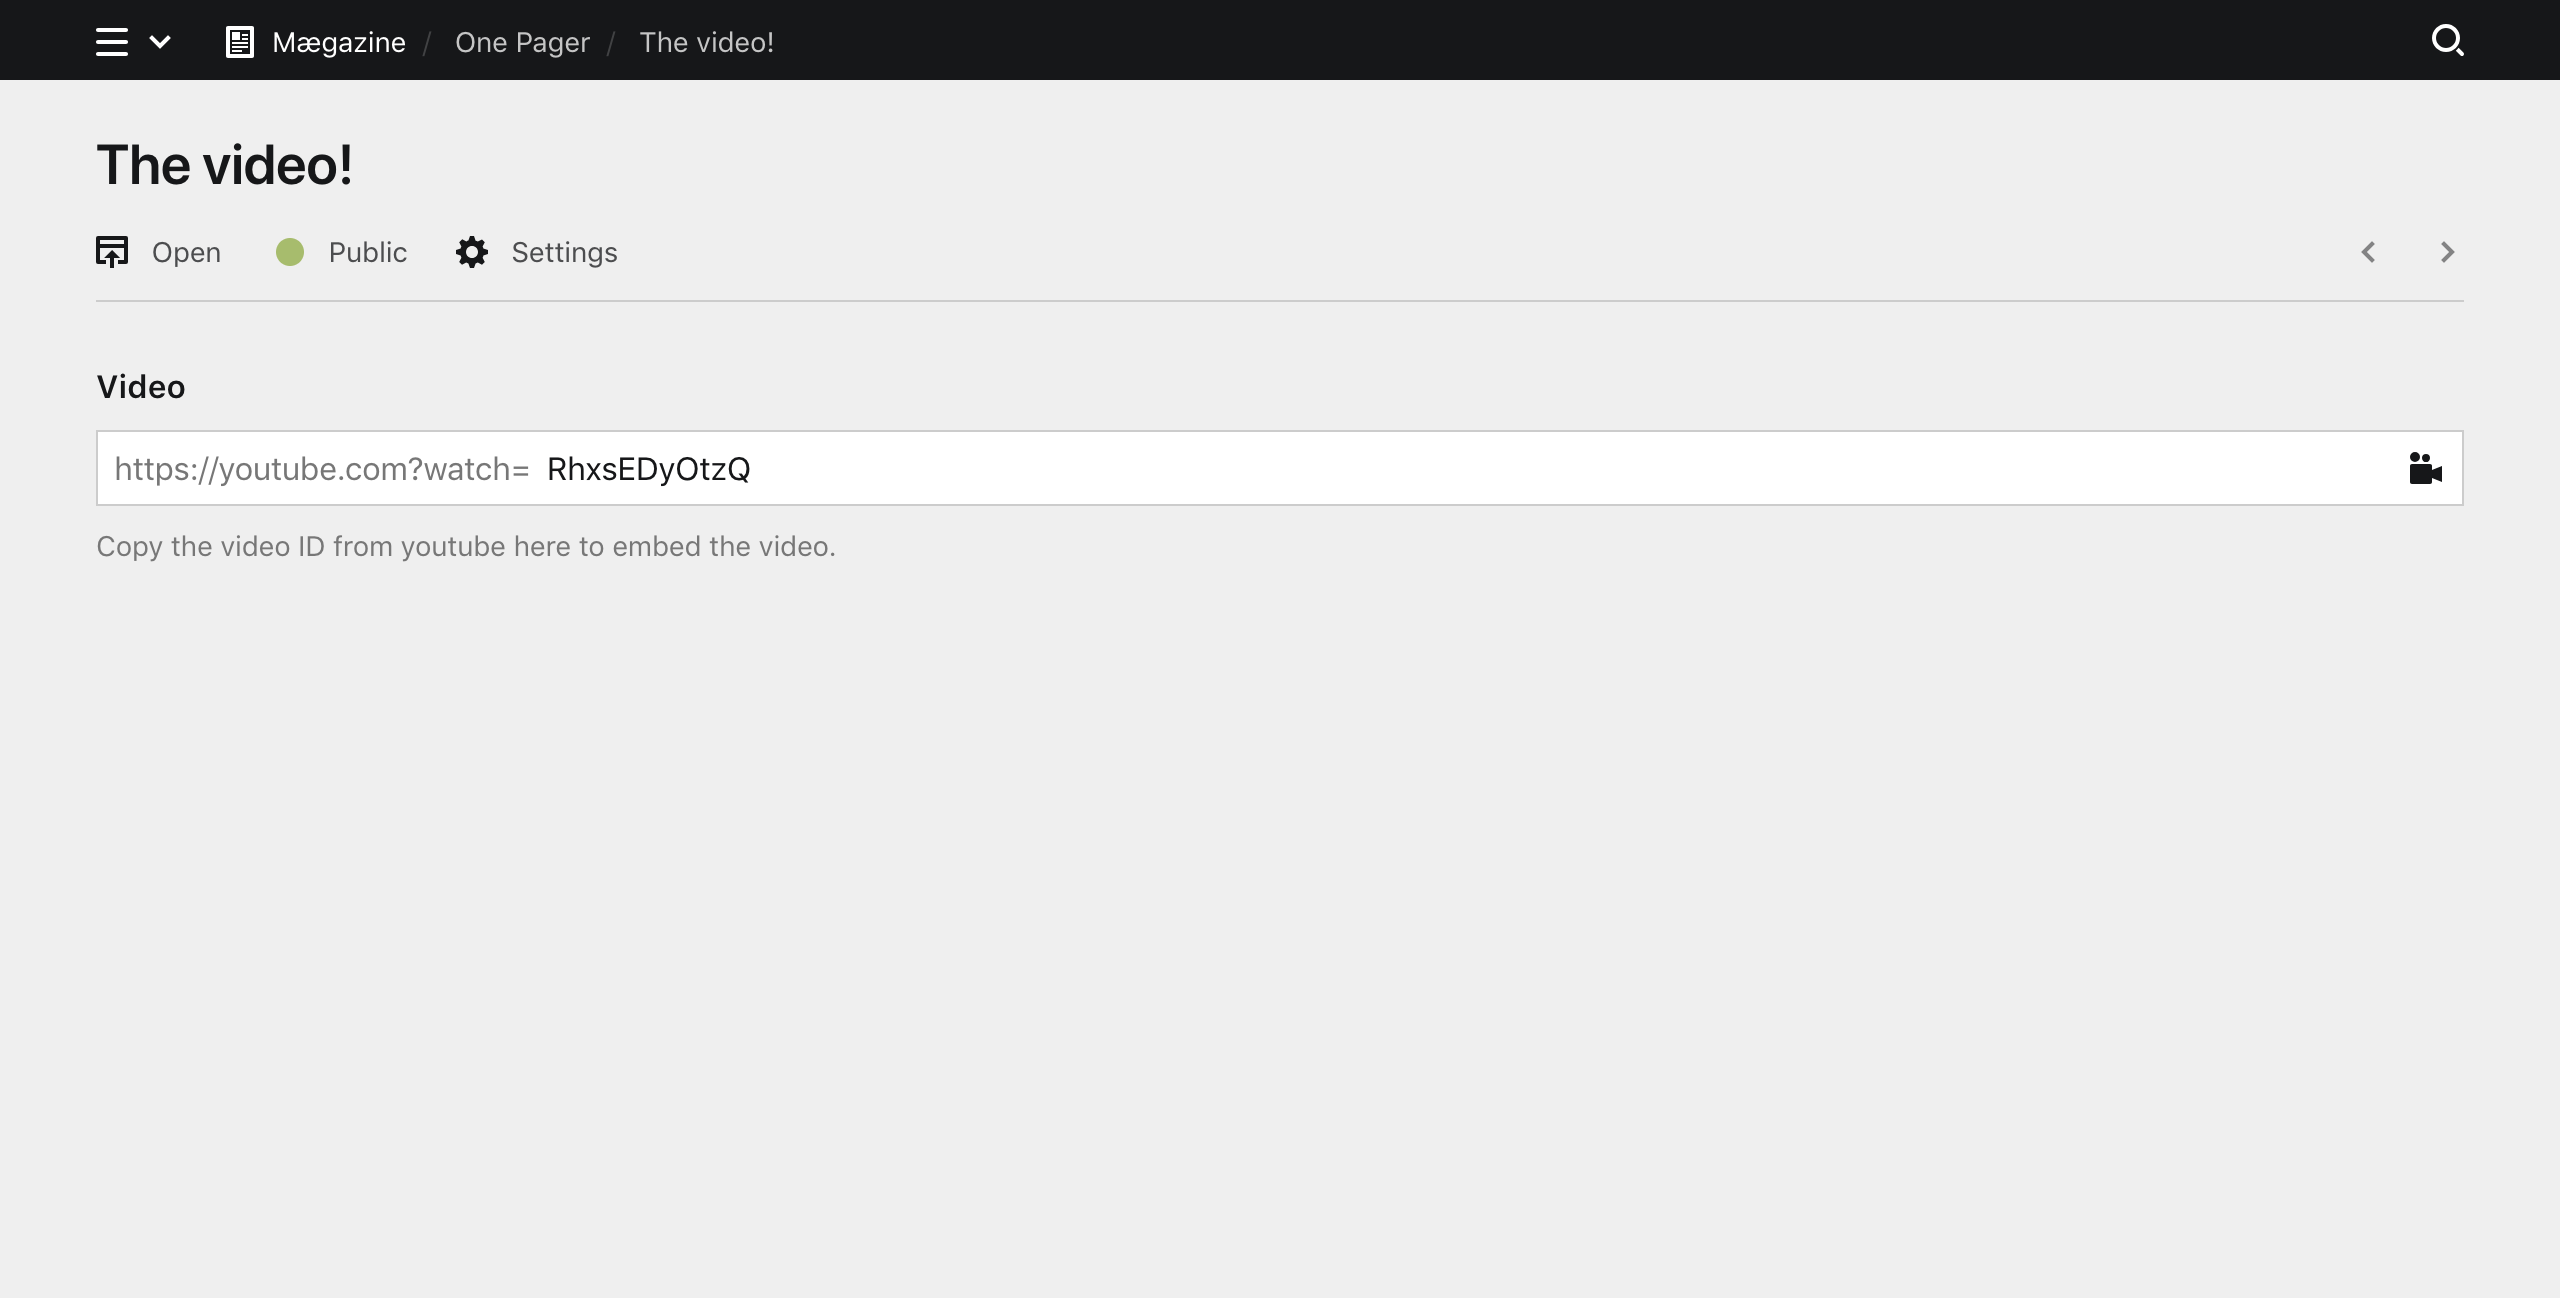 Mægazine / One Pager / The video!
The video!
Open Public Settings
Video
https://youtube.com?watch= RhxsEDyOtzQ
Copy the video ID from youtube here to embed the video.